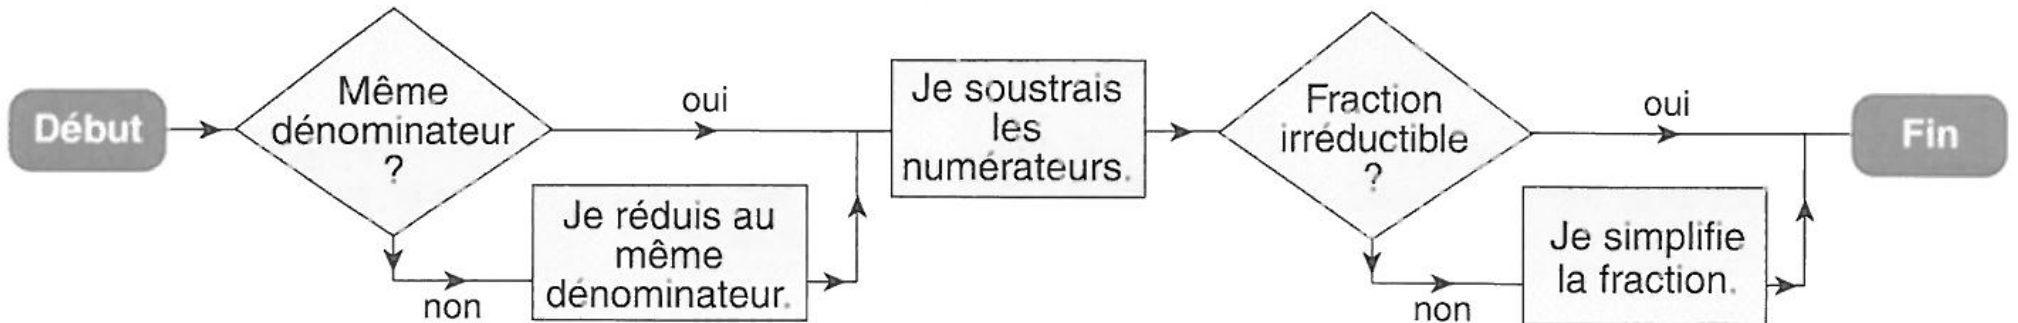 Début
Même
dénominateur
?
oui
non
Je réduis au
même
dénominateur.
Je soustrais
les
numérateurs.
Fraction
irréductible
?
oui
non
Je simplifie
la fraction.
Fin